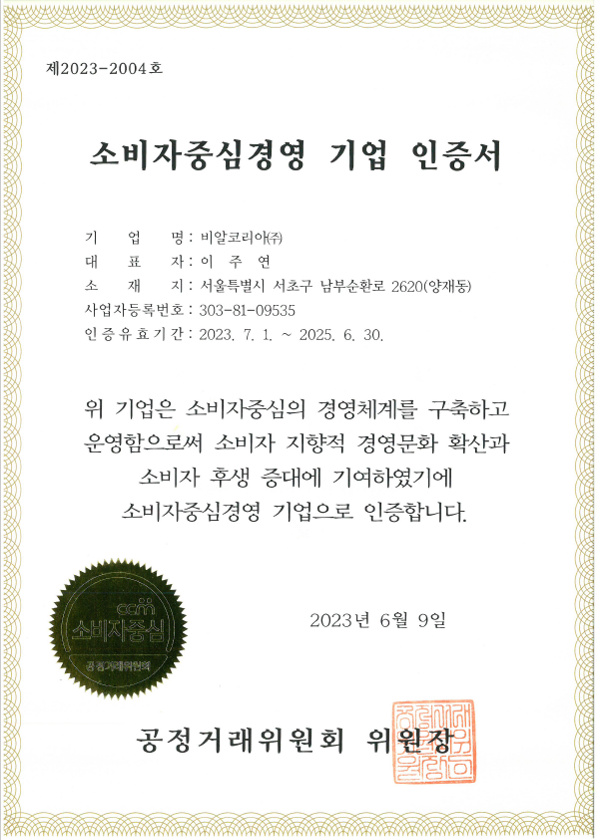 제2023-2004호
소비자중심경영 기업 인증서
기 업 명 : 비알코리아㈜
대 표 자 : 이 주 연
소 재 지 : 서울특별시 서초구 남부순환로 2620(양재동)
사업자등록번호 : 303-81-09535
인증유효기간 : 2023. 7. 1. ~ 2025. 6. 30.
위 기업은 소비자중심의 경영체계를 구축하고
운영함으로써 소비자 지향적 경영문화 확산과
소비자 후생 증대에 기여하였기에
소비자중심경영 기업으로 인증합니다.
ccm
소비자중심
공정거래위원회
2023년 6월 9일
공정거래위원회 위원장